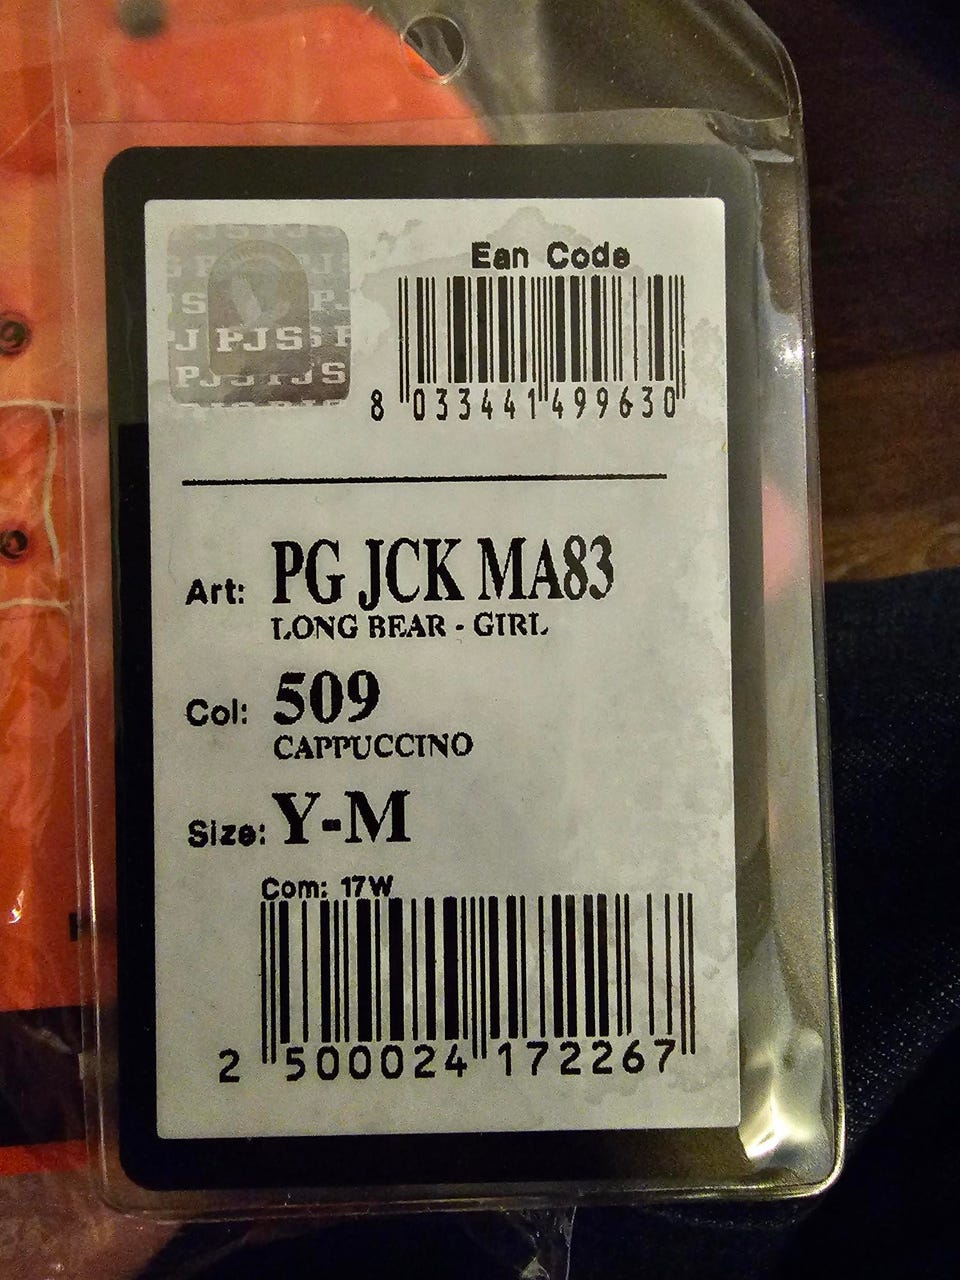 PJS
Ean Code
8 033441 499630
Art: PG JCK MA83
LONG BEAR - GIRL
Col: 509
CAPPUCCINO
Size: Y-M
Com: 17W
2 500024 172267